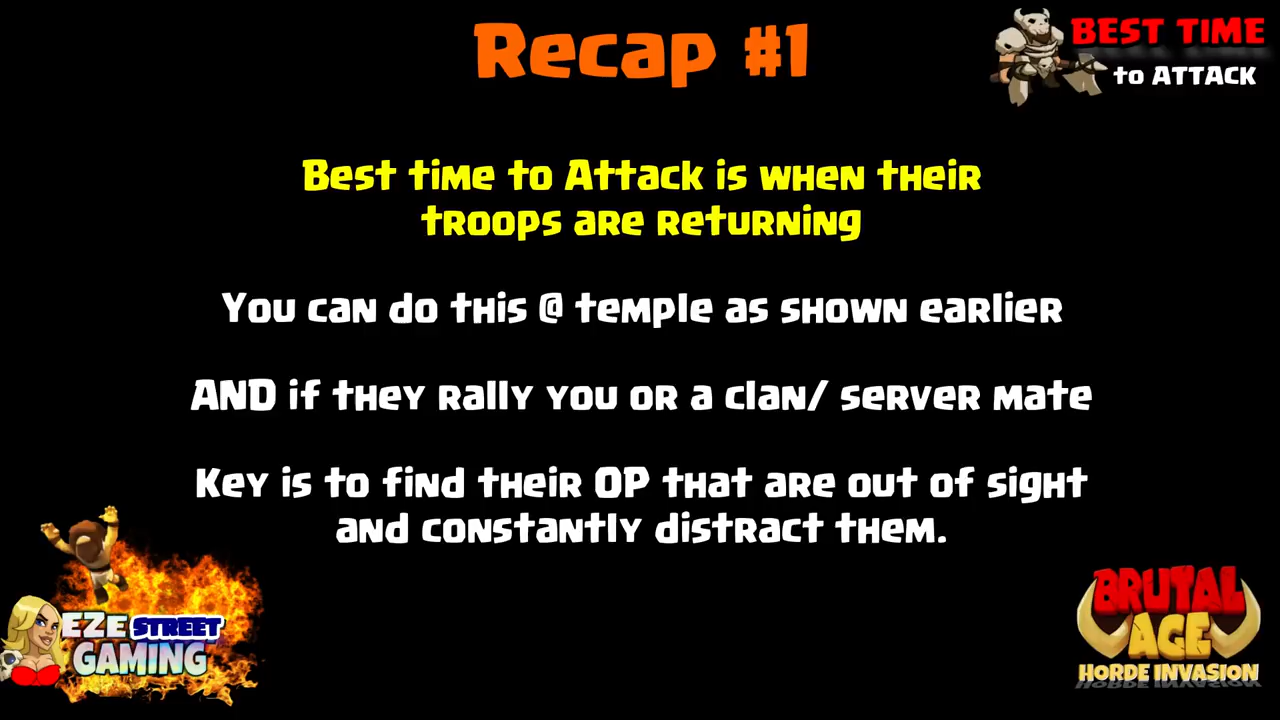 Recap #1
BEST TIME
to ATTACK
Best time to Attack is when their
troops are returning
You can do this @ temple as shown earlier
AND if they rally you or a clan/ server mate
Key is to find their OP that are out of sight
and constantly distract them.
EZE STREET
GAMING
BRUTAL
AGE
HORDE INVASION